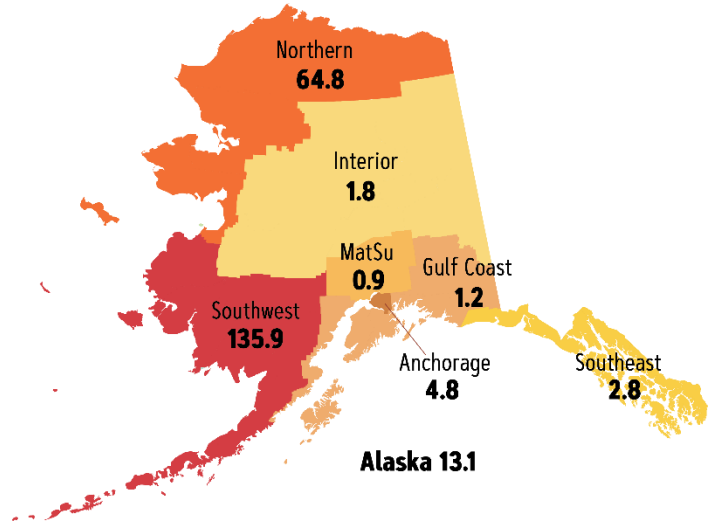 Northern
64.8
Interior
1.8
MatSu
0.9
Gulf Coast
1.2
Southwest
135.9
Anchorage
4.8
Southeast
2.8
Alaska 13.1